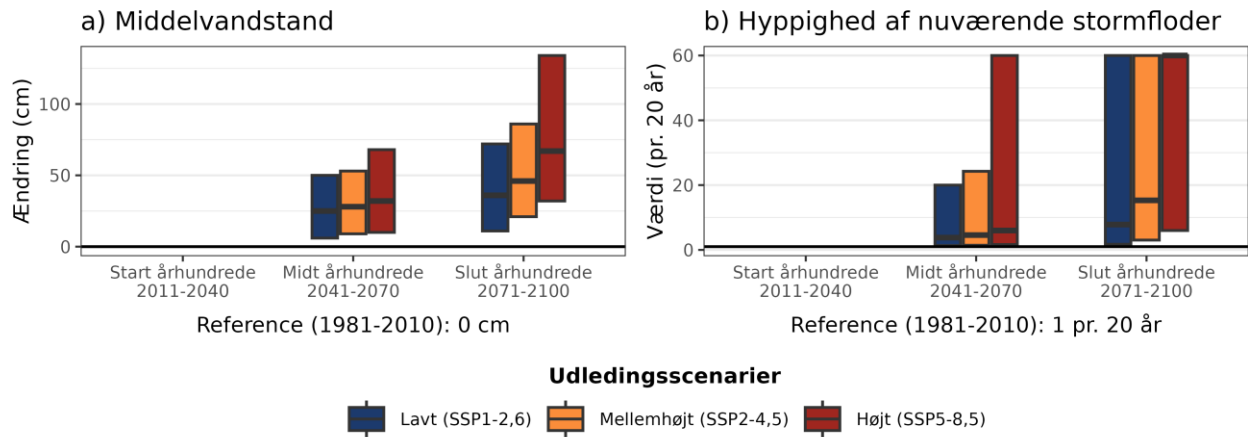 a) Middelvandstand
Ændring (cm)
100
50
0
Start århundrede
2011-2040
Midt århundrede
2041-2070
Slut århundrede
2071-2100
Reference (1981-2010): 0 cm
b) Hyppighed af nuværende stormfloder
Værdi (pr. 20 år)
60
40
20
0
Start århundrede
2011-2040
Midt århundrede
2041-2070
Slut århundrede
2071-2100
Reference (1981-2010): 1 pr. 20 år
Udledingsscenarier
Lavt (SSP1-2,6)
Mellemhøjt (SSP2-4,5)
Højt (SSP5-8,5)